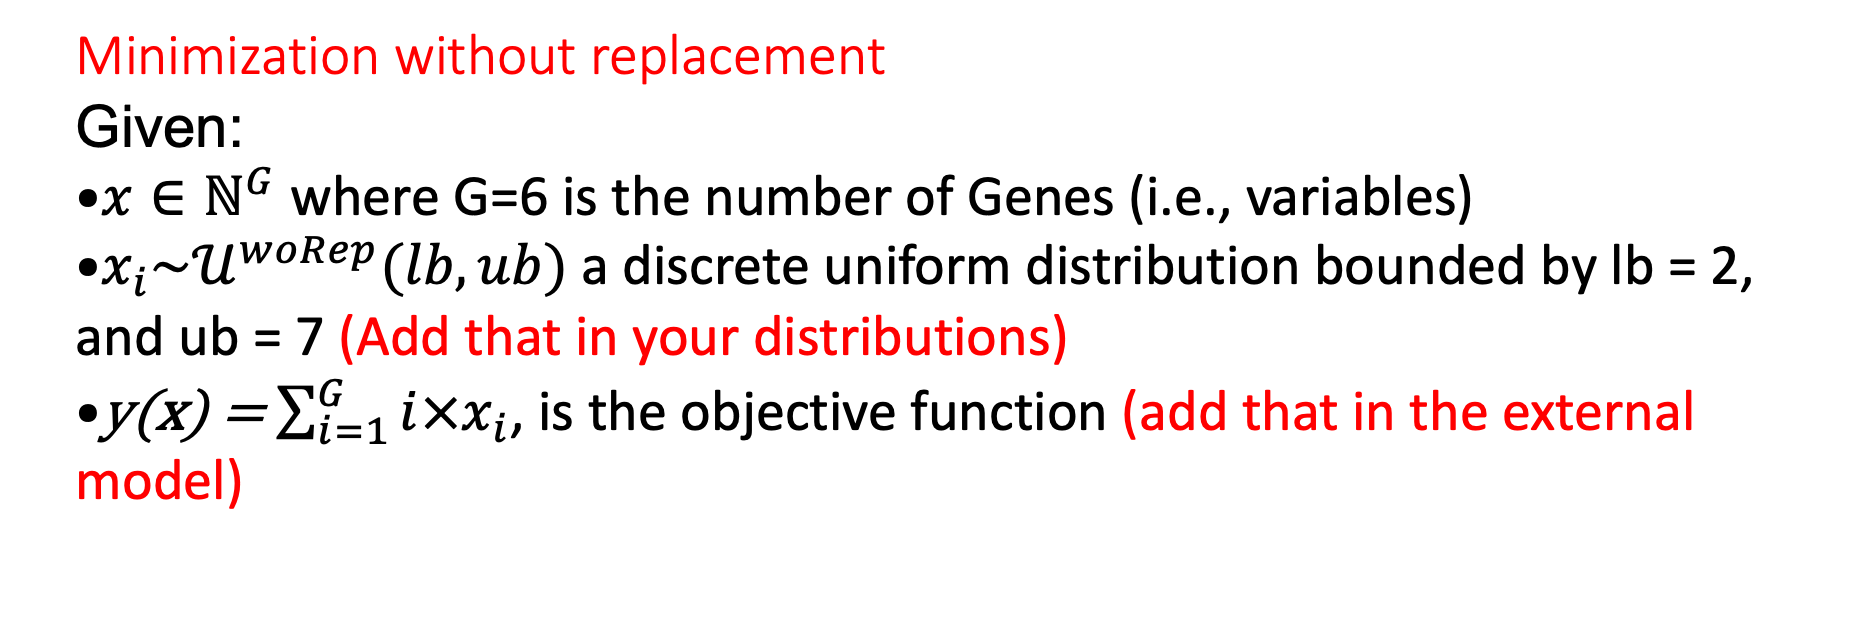 Minimization without replacement
Given:
•𝑥 ∈ ℕ^𝐺 where G=6 is the number of Genes (i.e., variables)
•𝑥_𝑖~𝒰^𝑤𝑜𝑅𝑒𝑝(𝑙𝑏, 𝑢𝑏) a discrete uniform distribution bounded by lb = 2,
and ub = 7 (Add that in your distributions)
•𝑦(𝒙) =∑_{𝑖=1}^𝐺 𝑖×𝑥_𝑖, is the objective function (add that in the external
model)